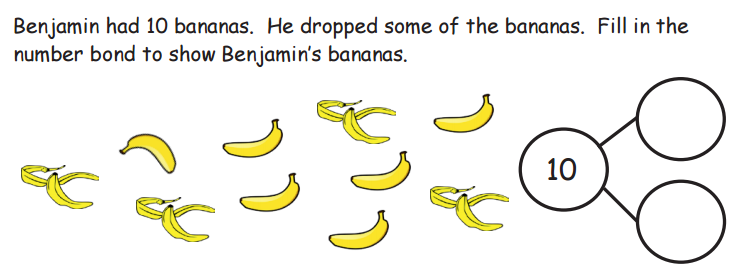 Benjamin had 10 bananas. He dropped some of the bananas. Fill in the
number bond to show Benjamin's bananas.
10